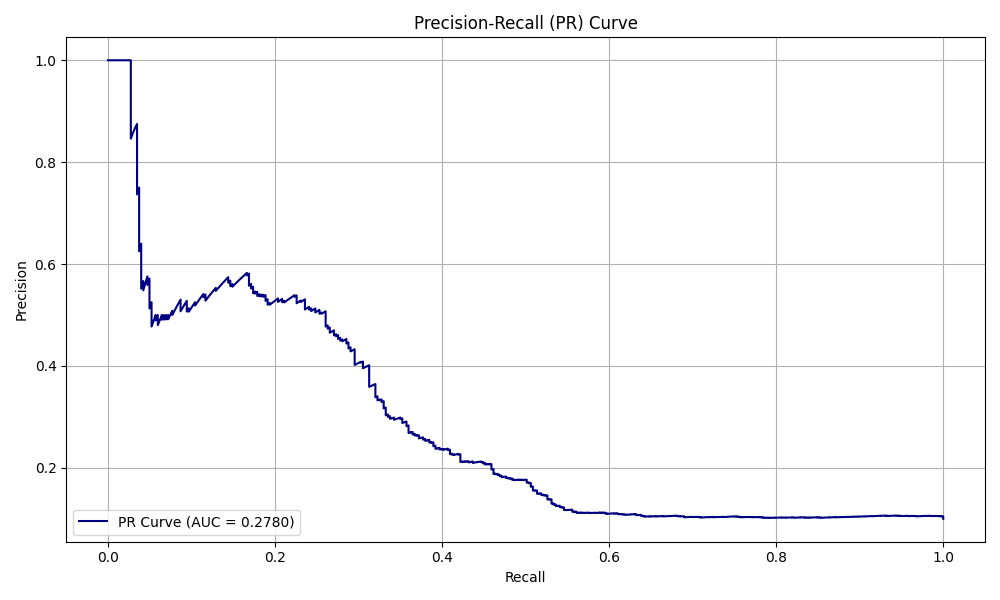 Precision-Recall (PR) Curve
Precision
1.0
0.8
0.6
0.4
0.2
PR Curve (AUC = 0.2780)
0.0 0.2 0.4 0.6 0.8 1.0
Recall